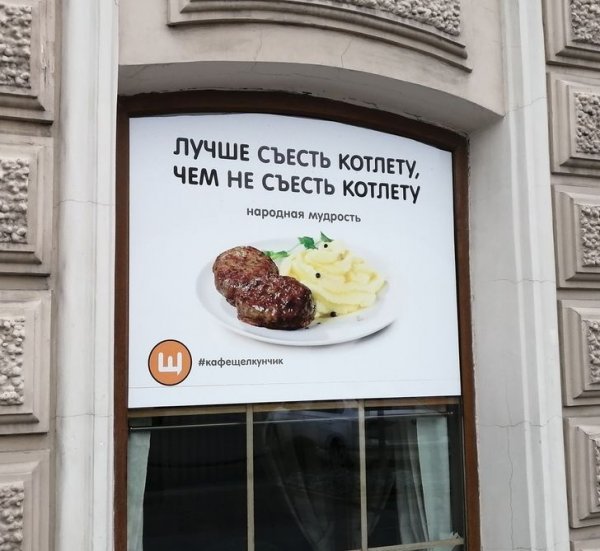 ЛУЧШЕ СЪЕСТЬ КОТЛЕТУ,
ЧЕМ НЕ СЪЕСТЬ КОТЛЕТУ
народная мудрость
Щ
#кафещелкунчик